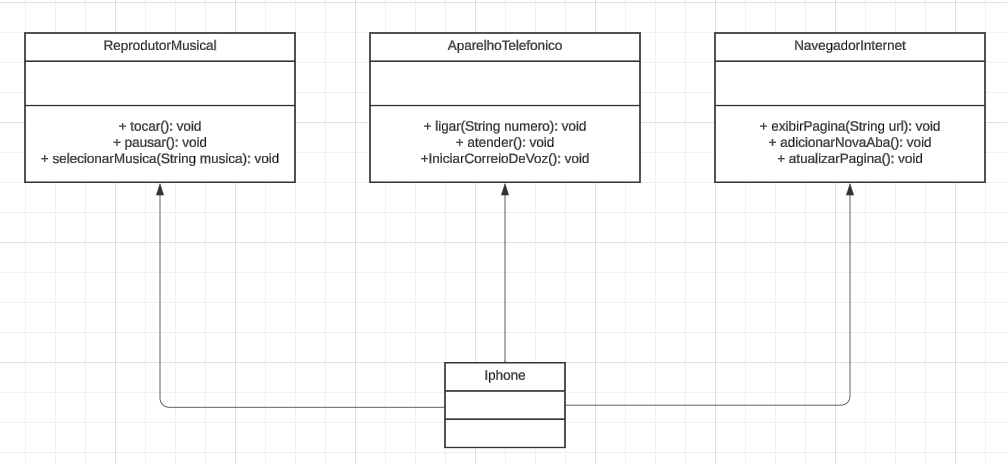 ReprodutorMusical
+ tocar(): void
+ pausar(): void
+ selecionarMusica(String musica): void
AparelhoTelefonico
+ ligar(String numero): void
+ atender(): void
+IniciarCorreioDeVoz(): void
NavegadorInternet
+ exibirPagina(String url): void
+ adicionarNovaAba(): void
+ atualizarPagina(): void
Iphone